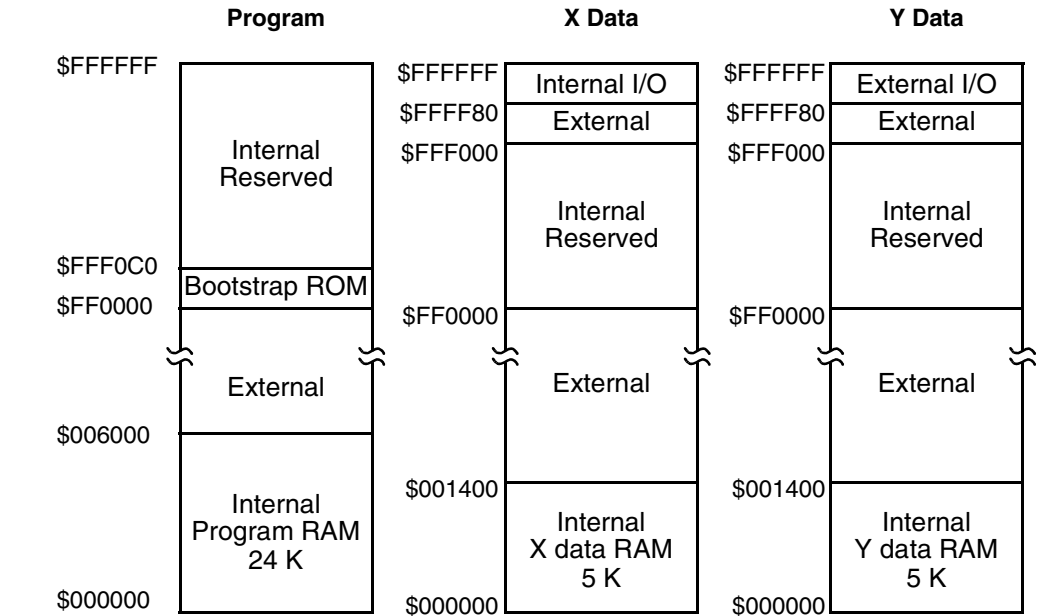 Program
$FFFFFF
Internal
Reserved
$FFF0C0
Bootstrap ROM
$FF0000
External
$006000
Internal
Program RAM
24 K
$000000
X Data
$FFFFFF
Internal I/O
$FFFF80
External
$FFF000
Internal
Reserved
$FF0000
External
$001400
Internal
X data RAM
5 K
$000000
Y Data
$FFFFFF
External I/O
$FFFF80
External
$FFF000
Internal
Reserved
$FF0000
External
$001400
Internal
Y data RAM
5 K
$000000